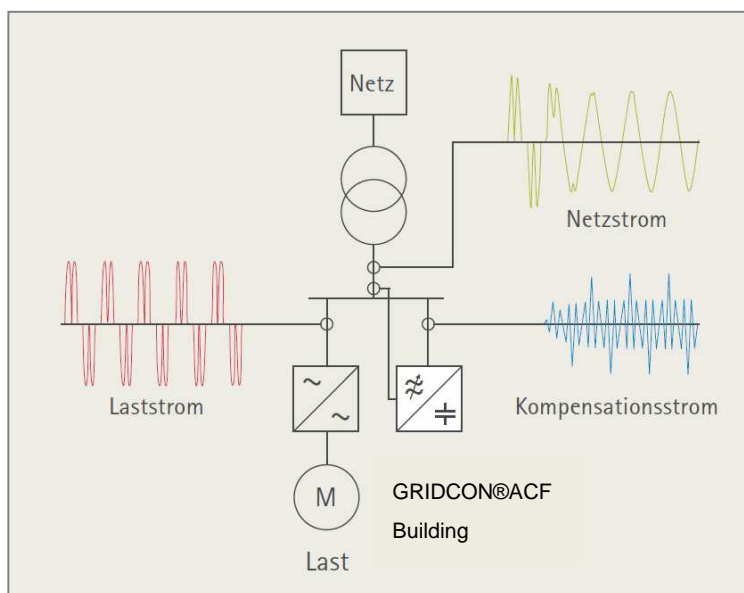 Netz
Netzstrom
Laststrom
Kompensationsstrom
M
GRIDCON®ACF
Building
Last